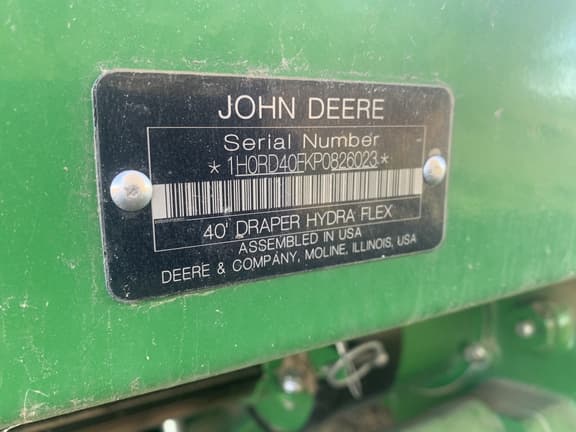 JOHN DEERE
Serial Number
*1H0RD40FKP0826023*
40' DRAPER HYDRA FLEX
ASSEMBLED IN USA
DEERE & COMPANY, MOLINE, ILLINOIS, USA